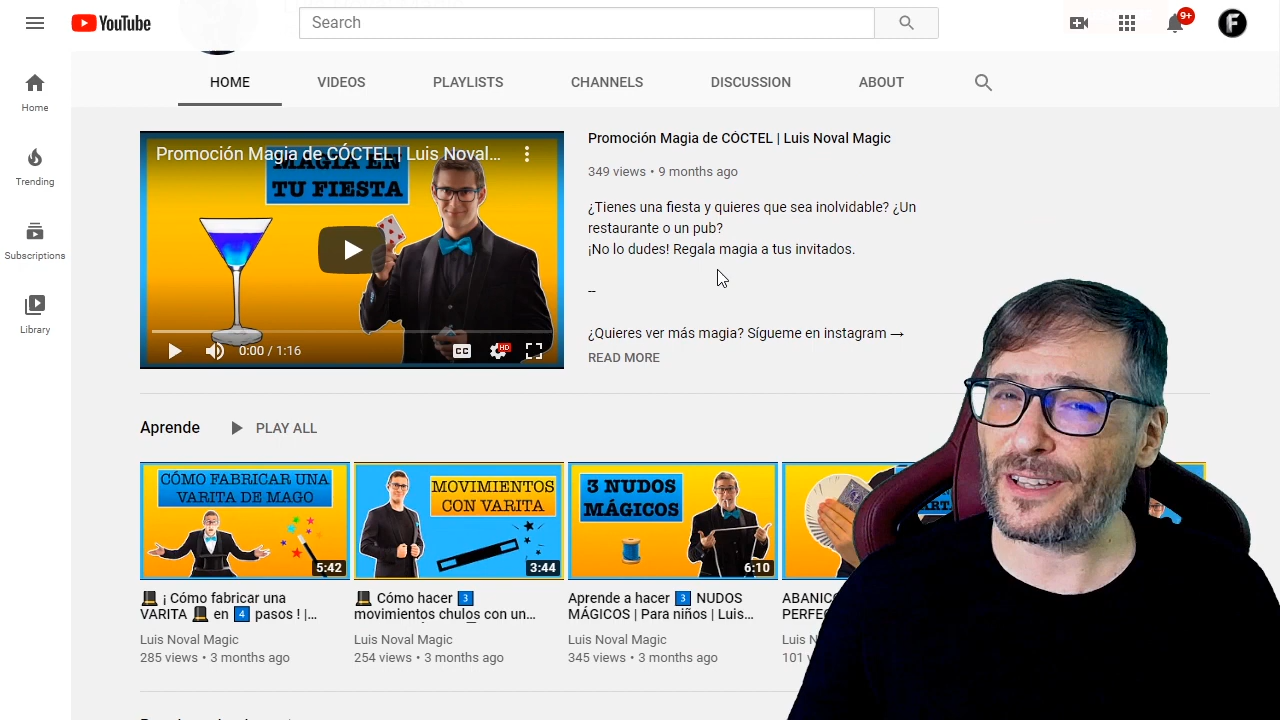 YouTube
Search
9+
F
HOME
VIDEOS
PLAYLISTS
CHANNELS
DISCUSSION
ABOUT
Home
Trending
Subscriptions
Library
Promoción Magia de CÓCTEL | Luis Noval...
MAGIA EN
TU FIESTA
0:00 / 1:16
CC
HD
Promoción Magia de CÓCTEL | Luis Noval Magic
349 views • 9 months ago
¿Tienes una fiesta y quieres que sea inolvidable? ¿Un
restaurante o un pub?
¡No lo dudes! Regala magia a tus invitados.
--
¿Quieres ver más magia? Sígueme en instagram →
READ MORE
Aprende
PLAY ALL
CÓMO FABRICAR UNA
VARITA DE MAGO
5:42
MOVIMIENTOS
CON VARITA
3:44
3 NUDOS
MÁGICOS
6:10
🎩 ¡ Cómo fabricar una
VARITA 🎩 en 4️⃣ pasos ! |...
Luis Noval Magic
285 views • 3 months ago
🎩 Cómo hacer 3️⃣
movimientos chulos con un...
Luis Noval Magic
254 views • 3 months ago
Aprende a hacer 3️⃣ NUDOS
MÁGICOS | Para niños | Luis...
Luis Noval Magic
345 views • 3 months ago
ABANICO
PERFEC
Luis N
101 v